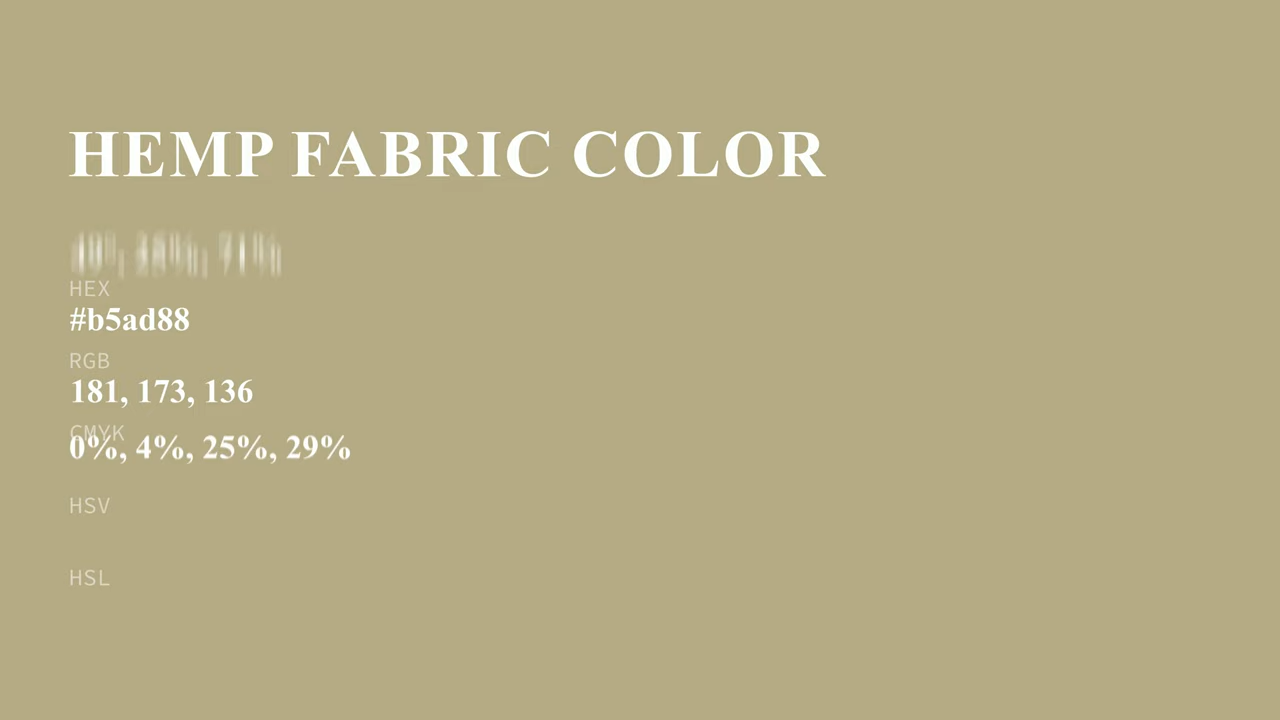 HEMP FABRIC COLOR
HEX
#b5ad88
RGB
181, 173, 136
CMYK
0%, 4%, 25%, 29%
HSV
HSL